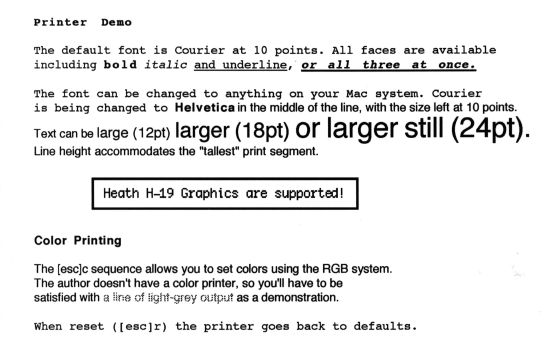 Printer Demo
The default font is Courier at 10 points. All faces are available
including bold italic and underline, or all three at once.
The font can be changed to anything on your Mac system. Courier
is being changed to Helvetica in the middle of the line, with the size left at 10 points.
Text can be large (12pt) larger (18pt) or larger still (24pt).
Line height accommodates the "tallest" print segment.
Heath H-19 Graphics are supported!
Color Printing
The [esc]c sequence allows you to set colors using the RGB system.
The author doesn't have a color printer, so you'll have to be
satisfied with a line of light-grey output as a demonstration.
When reset ([esc]r) the printer goes back to defaults.